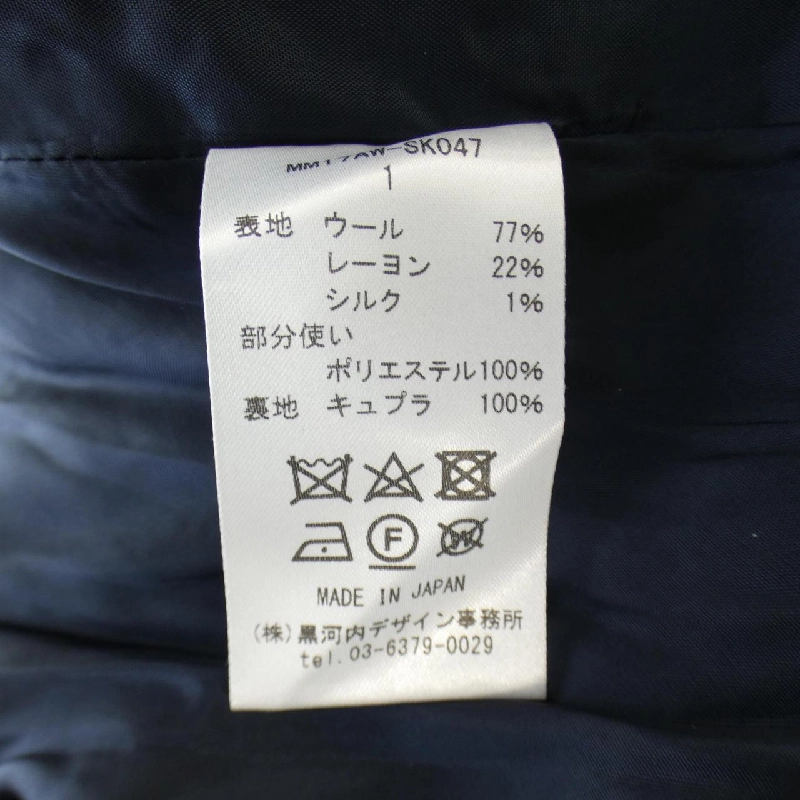 MM17AW-SK047
1
表地 ウール 77%
レーヨン 22%
シルク 1%
部分使い
ポリエステル100%
裏地 キュプラ 100%
F
W
MADE IN JAPAN
(株)黒河内デザイン事務所
tel.03-6379-0029